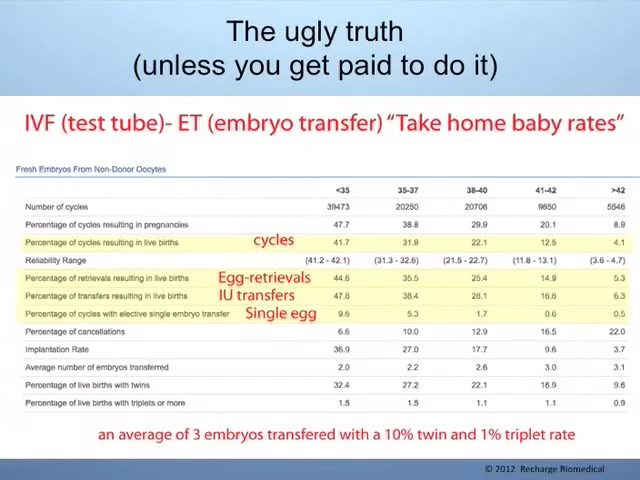 The ugly truth
(unless you get paid to do it)
IVF (test tube)- ET (embryo transfer) “Take home baby rates”
Fresh Embryos From Non-Donor Oocytes
<35 35-37 38-40 41-42 >42
Number of cycles 39473 20250 20706 9650 5546
Percentage of cycles resulting in pregnancies 47.7 38.8 29.9 20.1 8.9
Percentage of cycles resulting in live births cycles 41.7 31.9 22.1 12.5 4.1
Reliability Range (41.2 - 42.1) (31.3 - 32.6) (21.5 - 22.7) (11.8 - 13.1) (3.6 - 4.7)
Percentage of retrievals resulting in live births Egg-retrievals 44.6 35.5 25.4 14.9 5.3
Percentage of transfers resulting in live births IU transfers 47.6 38.4 28.1 16.6 6.3
Percentage of cycles with elective single embryo transfer Single egg 9.6 5.3 1.7 0.6 0.5
Percentage of cancellations 6.6 10.0 12.9 16.5 22.0
Implantation Rate 36.9 27.0 17.7 9.6 3.7
Average number of embryos transferred 2.0 2.2 2.6 3.0 3.1
Percentage of live births with twins 32.4 27.2 22.1 16.9 9.6
Percentage of live births with triplets or more 1.5 1.5 1.1 1.1 0.9
an average of 3 embryos transfered with a 10% twin and 1% triplet rate
© 2012 Recharge Biomedical